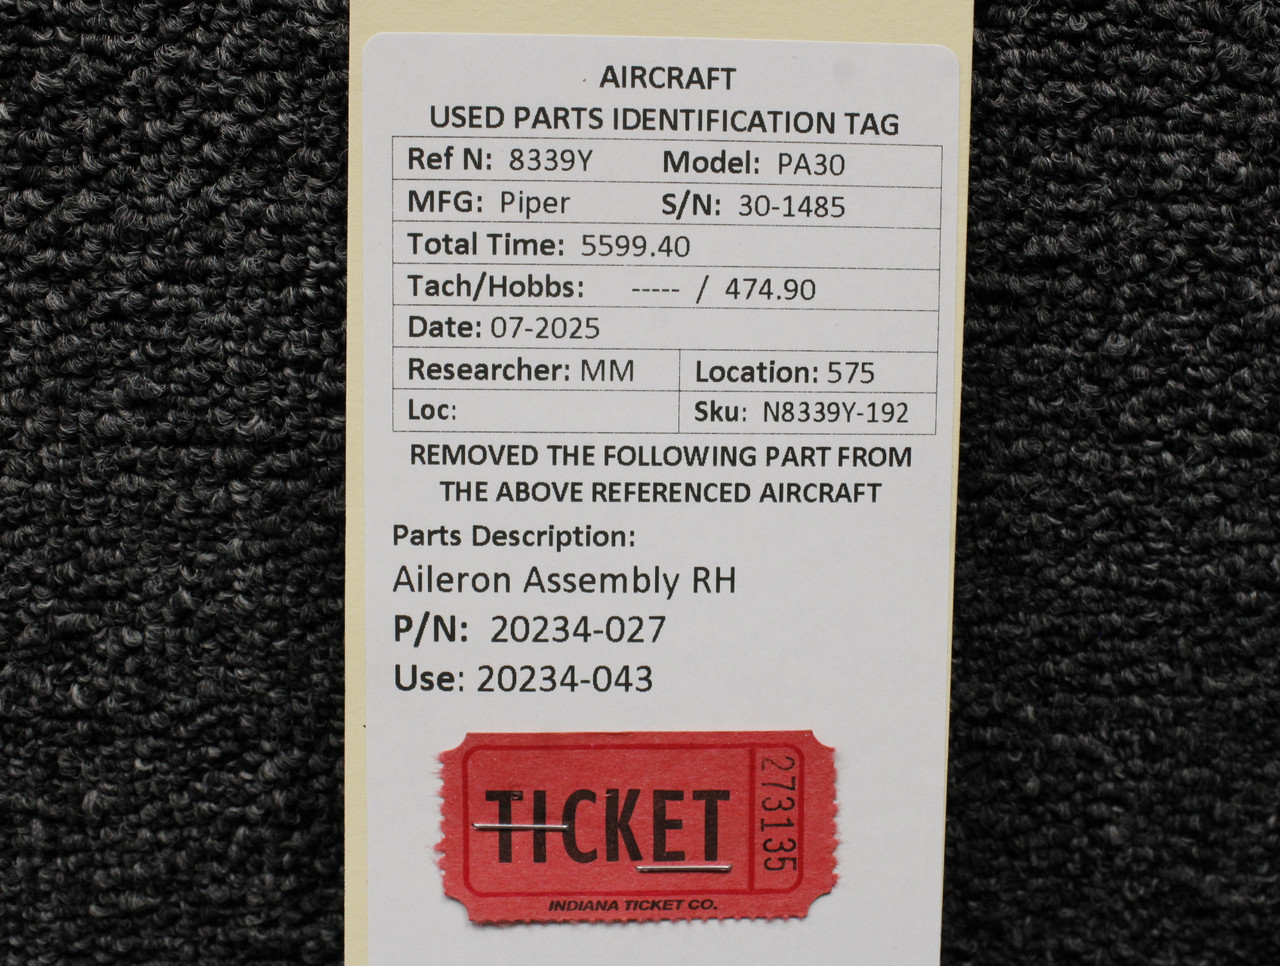 AIRCRAFT
USED PARTS IDENTIFICATION TAG
Ref N: 8339Y Model: PA30
MFG: Piper S/N: 30-1485
Total Time: 5599.40
Tach/Hobbs: ----- / 474.90
Date: 07-2025
Researcher: MM Location: 575
Loc: Sku: N8339Y-192
REMOVED THE FOLLOWING PART FROM
THE ABOVE REFERENCED AIRCRAFT
Parts Description:
Aileron Assembly RH
P/N: 20234-027
Use: 20234-043
TICKET
273135
INDIANA TICKET CO.